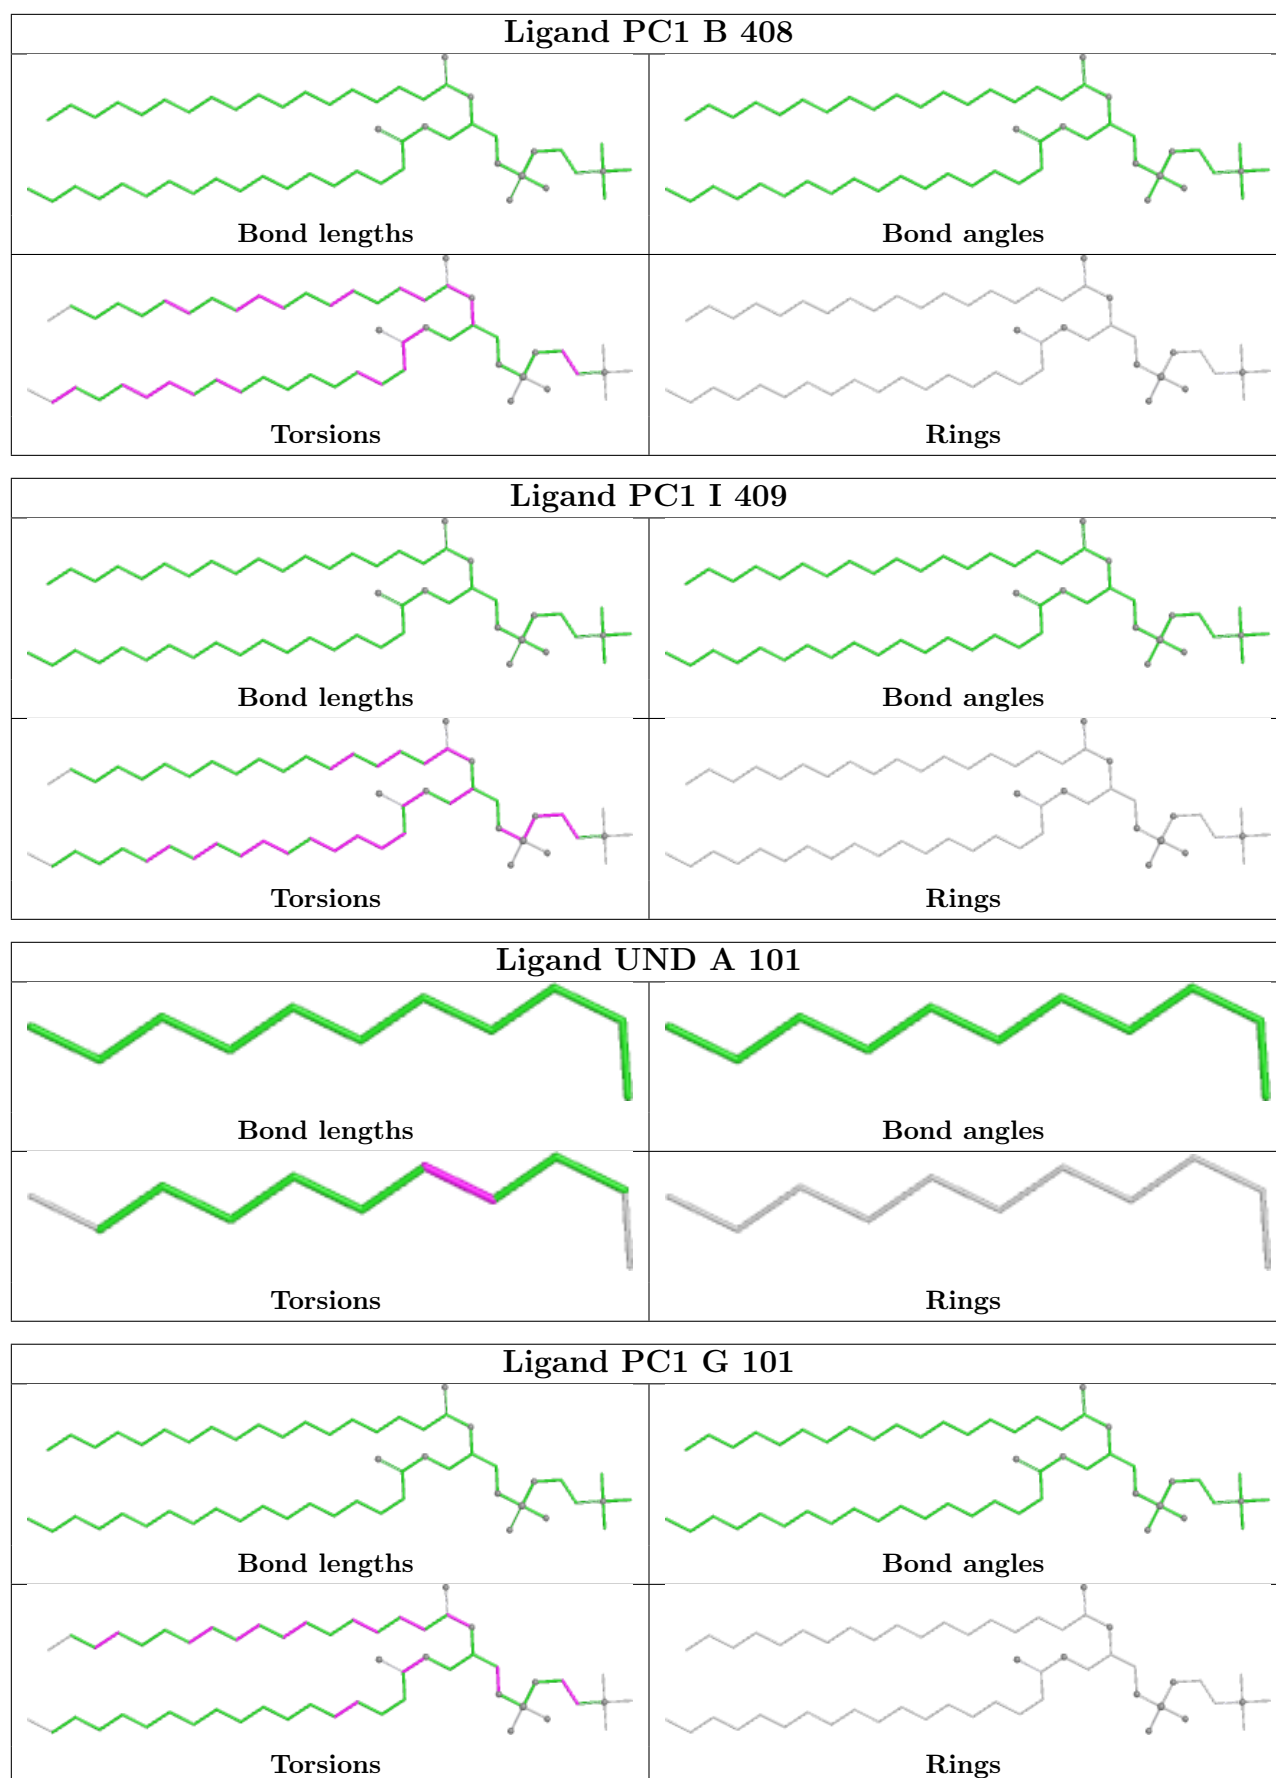 Ligand PC1 B 408
Bond lengths
Bond angles
Torsions
Rings
Ligand PC1 I 409
Bond lengths
Bond angles
Torsions
Rings
Ligand UND A 101
Bond lengths
Bond angles
Torsions
Rings
Ligand PC1 G 101
Bond lengths
Bond angles
Torsions
Rings